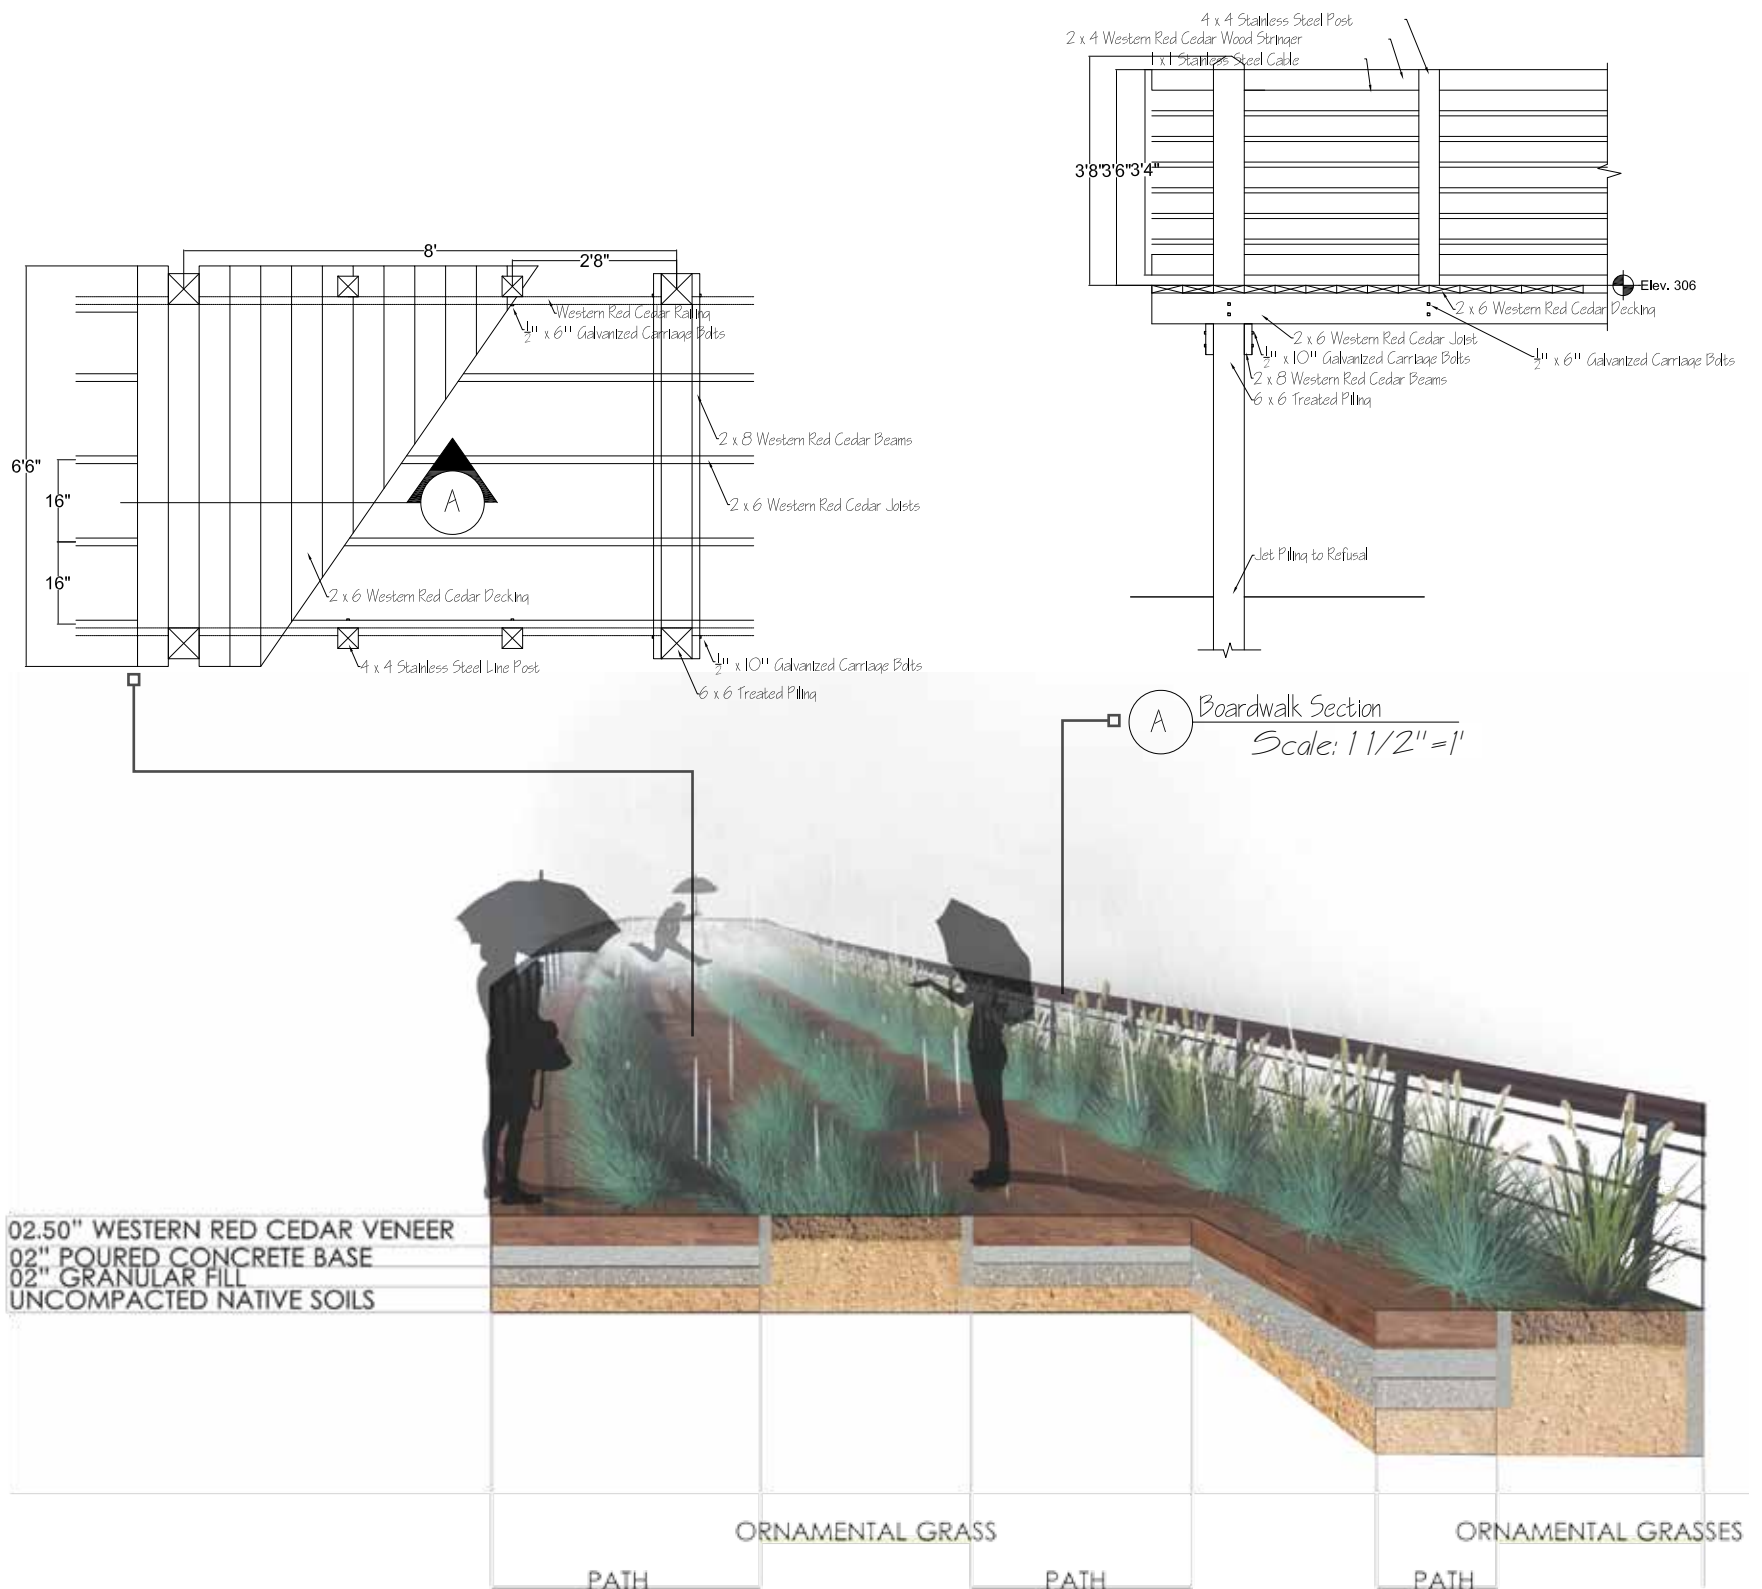 4 x 4 Stainless Steel Post
2 x 4 Western Red Cedar Wood Stringer
1 x 1 Stainless Steel Cable
3'8"
3'6"
3'4"
Elev. 306
2 x 6 Western Red Cedar Decking
2 x 6 Western Red Cedar Joist
1/2" x 10" Galvanized Carriage Bolts
1/2" x 6" Galvanized Carriage Bolts
2 x 8 Western Red Cedar Beams
6 x 6 Treated Piling
Jet Piling to Refusal
A
Boardwalk Section
Scale: 1 1/2"=1'
8'
2'8"
Western Red Cedar Railing
1/2" x 6" Galvanized Carriage Bolts
2 x 8 Western Red Cedar Beams
6'6"
16"
A
2 x 6 Western Red Cedar Joists
16"
2 x 6 Western Red Cedar Decking
4 x 4 Stainless Steel Line Post
1/2" x 10" Galvanized Carriage Bolts
6 x 6 Treated Piling
02.50" WESTERN RED CEDAR VENEER
02" POURED CONCRETE BASE
02" GRANULAR FILL
UNCOMPACTED NATIVE SOILS
ORNAMENTAL GRASS
ORNAMENTAL GRASSES
PATH
PATH
PATH